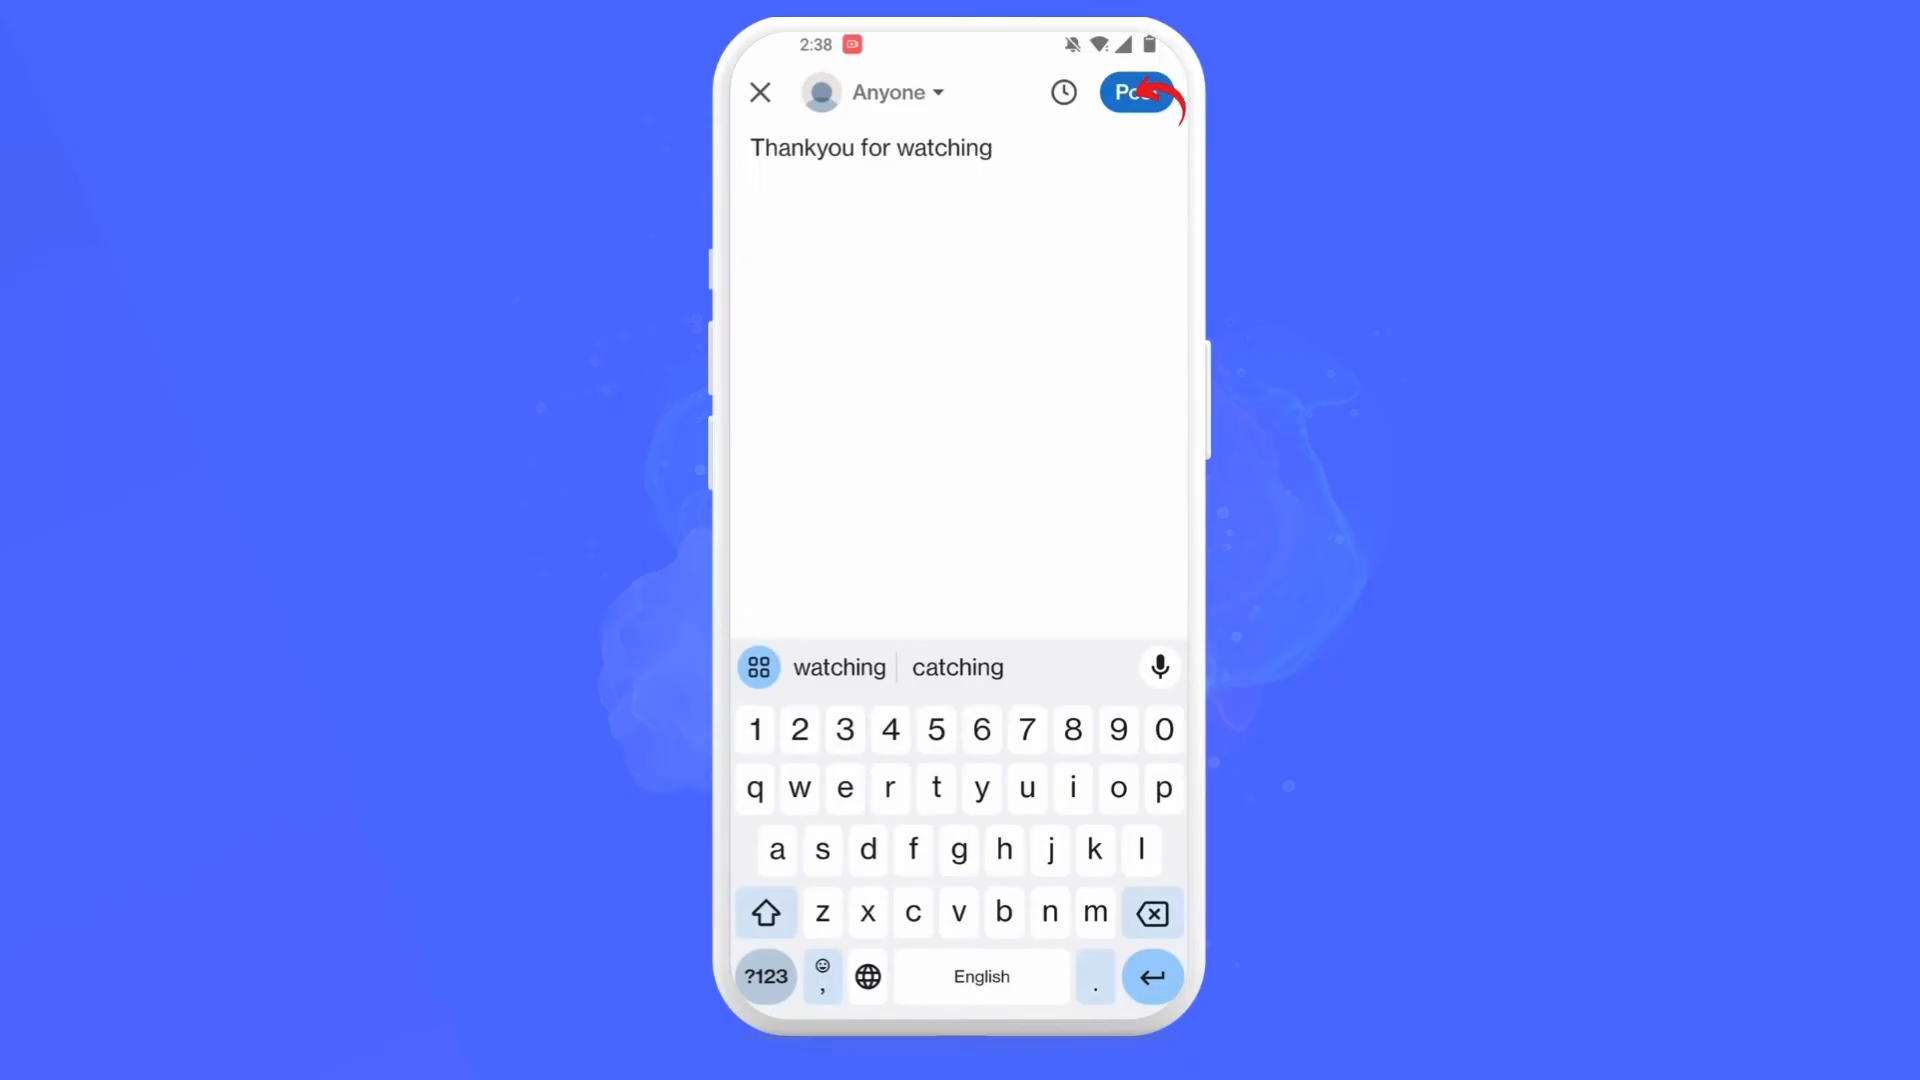 2:38
Anyone
Thankyou for watching
watching catching
1 2 3 4 5 6 7 8 9 0
q w e r t y u i o p
a s d f g h j k l
z x c v b n m
?123 , English .